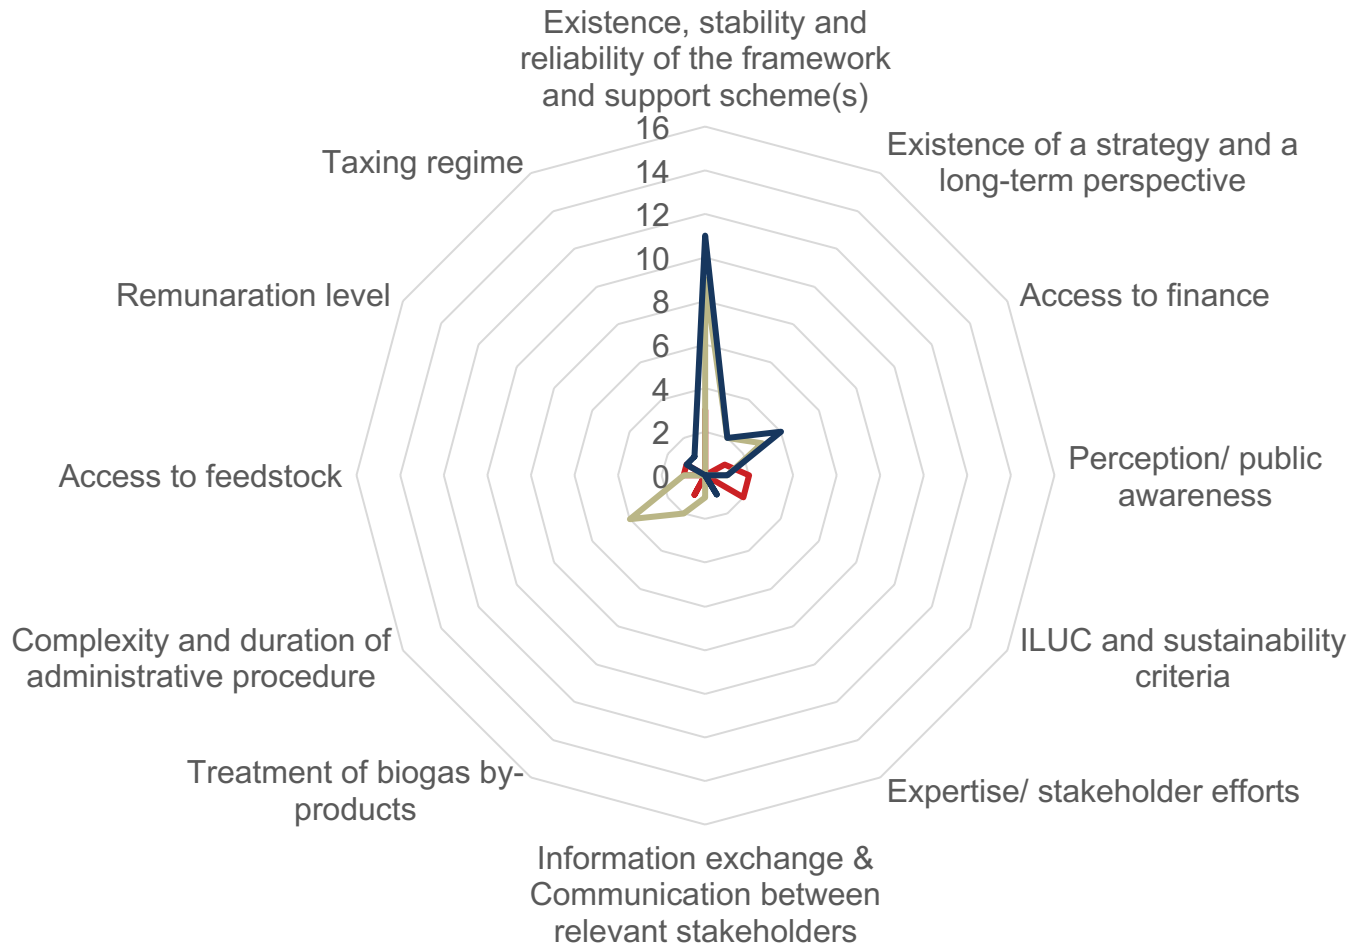 Existence, stability and
reliability of the framework
and support scheme(s)
Existence of a strategy and a
long-term perspective
Access to finance
Perception/ public
awareness
ILUC and sustainability
criteria
Expertise/ stakeholder efforts
Information exchange &
Communication between
relevant stakeholders
Treatment of biogas by-
products
Complexity and duration of
administrative procedure
Access to feedstock
Remunaration level
Taxing regime
16
14
12
10
8
6
4
2
0